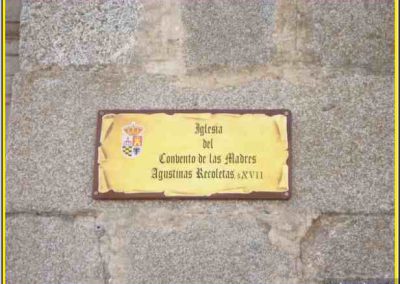 Iglesia
del
Convento de las Madres
Agustinas Recoletas, s.XVII